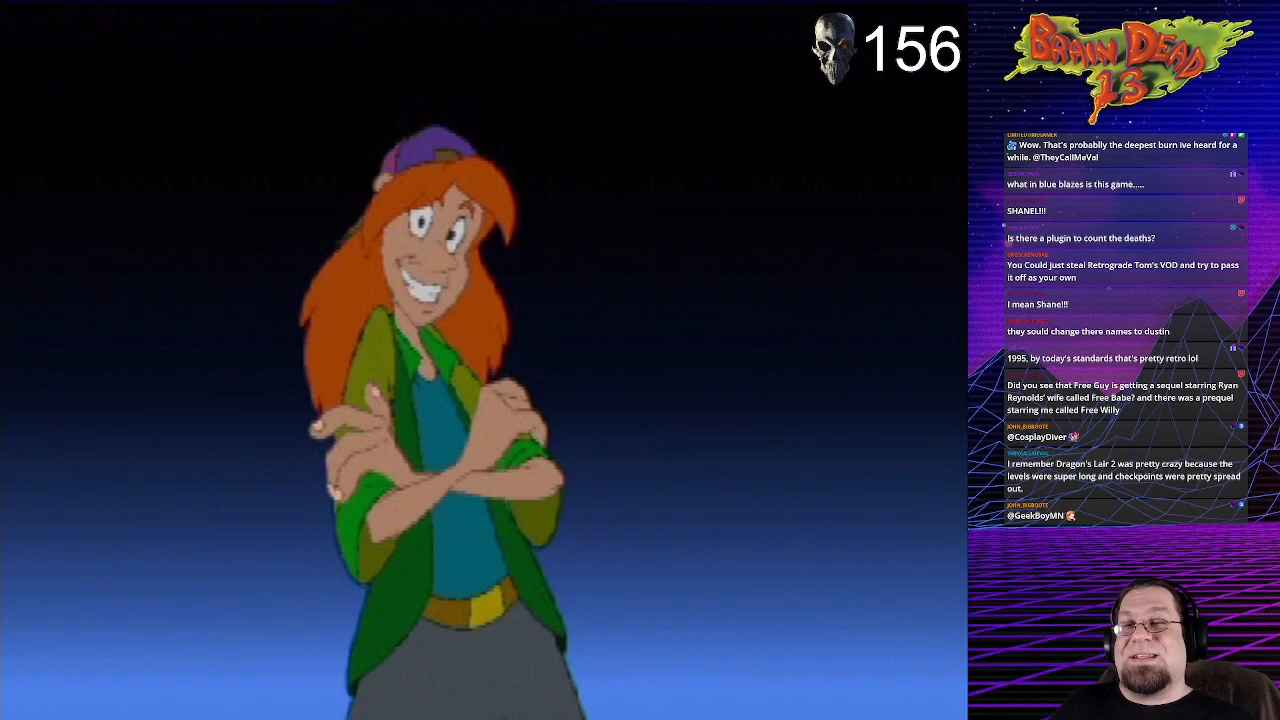 156
BRAIN DEAD
13
LIMITEDTIMEGAMER
Wow. That's probablly the deepest burn ive heard for a
while. @TheyCallMeVal
what in blue blazes is this game.....
SHANEL!!!
Is there a plugin to count the deaths?
You Could just steal Retrograde Tom's VOD and try to pass
it off as your own
I mean Shane!!!
they sould change there names to dustin
1995, by today's standards that's pretty retro lol
Did you see that Free Guy is getting a sequel starring Ryan
Reynolds' wife called Free Babe? and there was a prequel
starring me called Free Willy
JOHN_BIGBOOTE
@CosplayDiver
THEYCALLMEVAL
I remember Dragon's Lair 2 was pretty crazy because the
levels were super long and checkpoints were pretty spread
out.
JOHN_BIGBOOTE
@GeekBoyMN